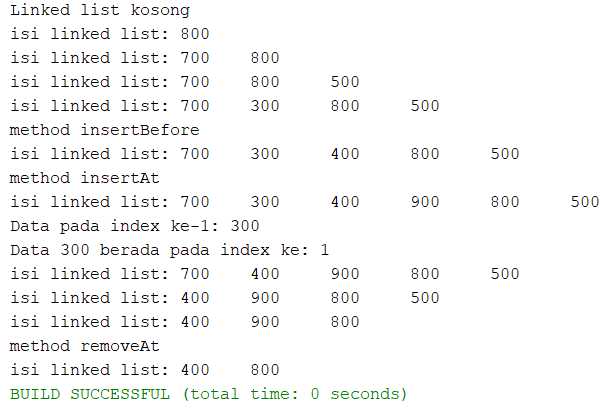 Linked list kosong
isi linked list: 800
isi linked list: 700 800
isi linked list: 700 800 500
isi linked list: 700 300 800 500
method insertBefore
isi linked list: 700 300 400 800 500
method insertAt
isi linked list: 700 300 400 900 800 500
Data pada index ke-1: 300
Data 300 berada pada index ke: 1
isi linked list: 700 400 900 800 500
isi linked list: 400 900 800 500
isi linked list: 400 900 800
method removeAt
isi linked list: 400 800
BUILD SUCCESSFUL (total time: 0 seconds)